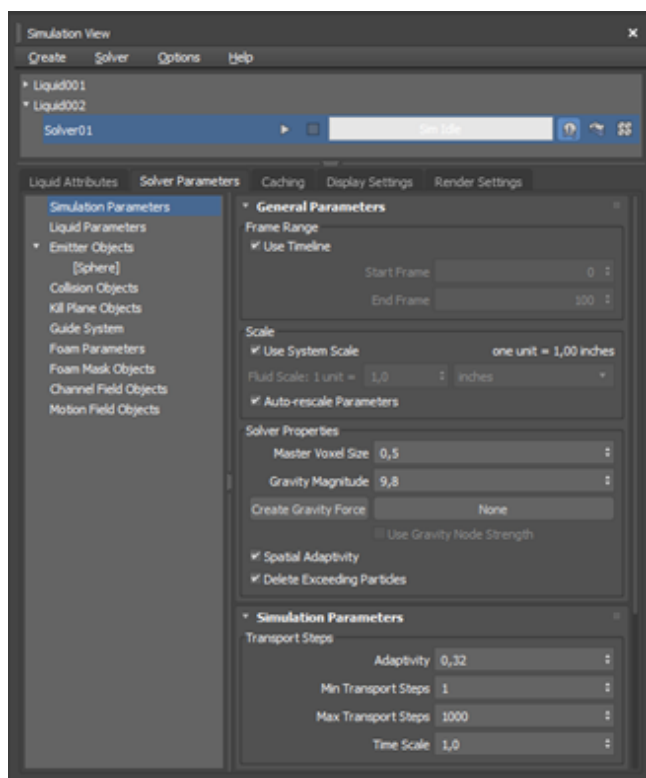 Simulation View
Create Solver Options Help
Liquid001
Liquid002
Solver01 Sim Idle
Liquid Attributes Solver Parameters Caching Display Settings Render Settings
Simulation Parameters
Liquid Parameters
Emitter Objects
[Sphere]
Collision Objects
Kill Plane Objects
Guide System
Foam Parameters
Foam Mask Objects
Channel Field Objects
Motion Field Objects
General Parameters
Frame Range
Use Timeline
Start Frame 0
End Frame 100
Scale
Use System Scale one unit = 1,00 inches
Fluid Scale: 1 unit = 1,0 inches
Auto-rescale Parameters
Solver Properties
Master Voxel Size 0,5
Gravity Magnitude 9,8
Create Gravity Force None
Use Gravity Node Strength
Spatial Adaptivity
Delete Exceeding Particles
Simulation Parameters
Transport Steps
Adaptivity 0,32
Min Transport Steps 1
Max Transport Steps 1000
Time Scale 1,0